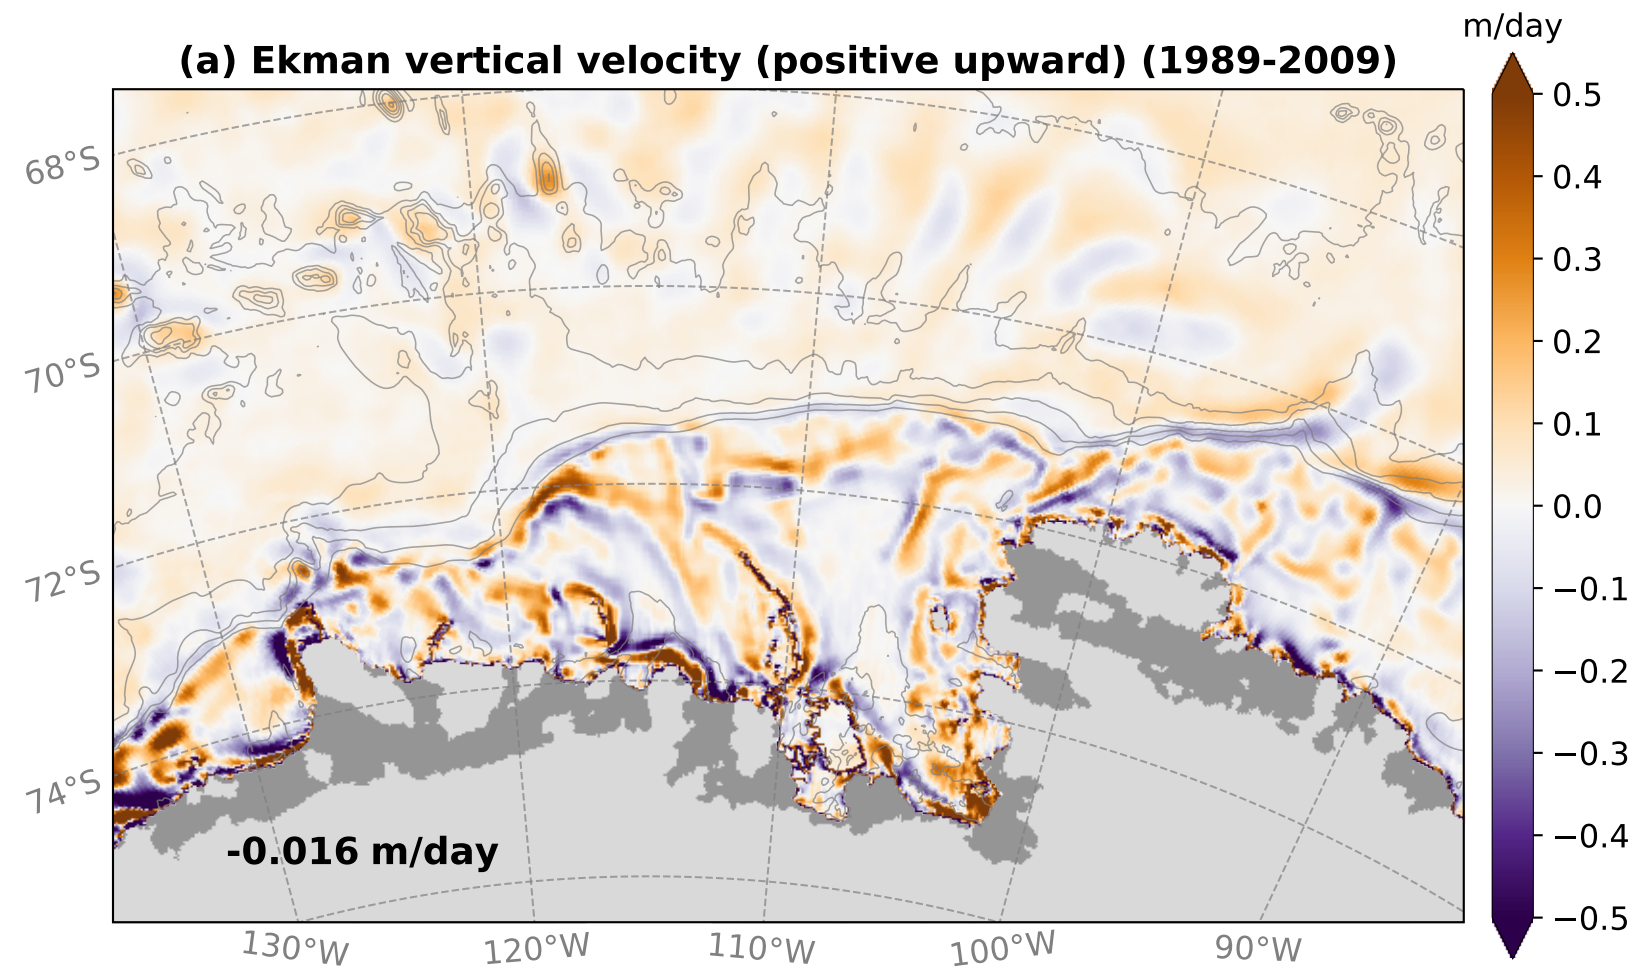 m/day
(a) Ekman vertical velocity (positive upward) (1989-2009)
0.5
0.4
0.3
0.2
0.1
0.0
−0.1
−0.2
−0.3
−0.4
−0.5
68°S
70°S
72°S
74°S
-0.016 m/day
130°W
120°W
110°W
100°W
90°W